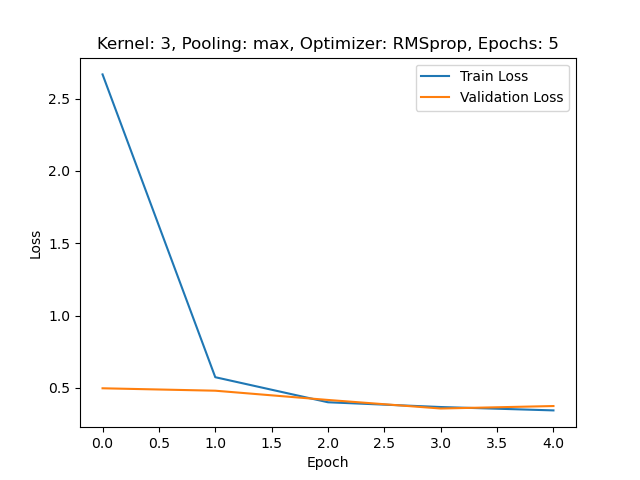 Kernel: 3, Pooling: max, Optimizer: RMSprop, Epochs: 5
Train Loss
Validation Loss
2.5
2.0
1.5
1.0
0.5
Loss
0.0 0.5 1.0 1.5 2.0 2.5 3.0 3.5 4.0
Epoch